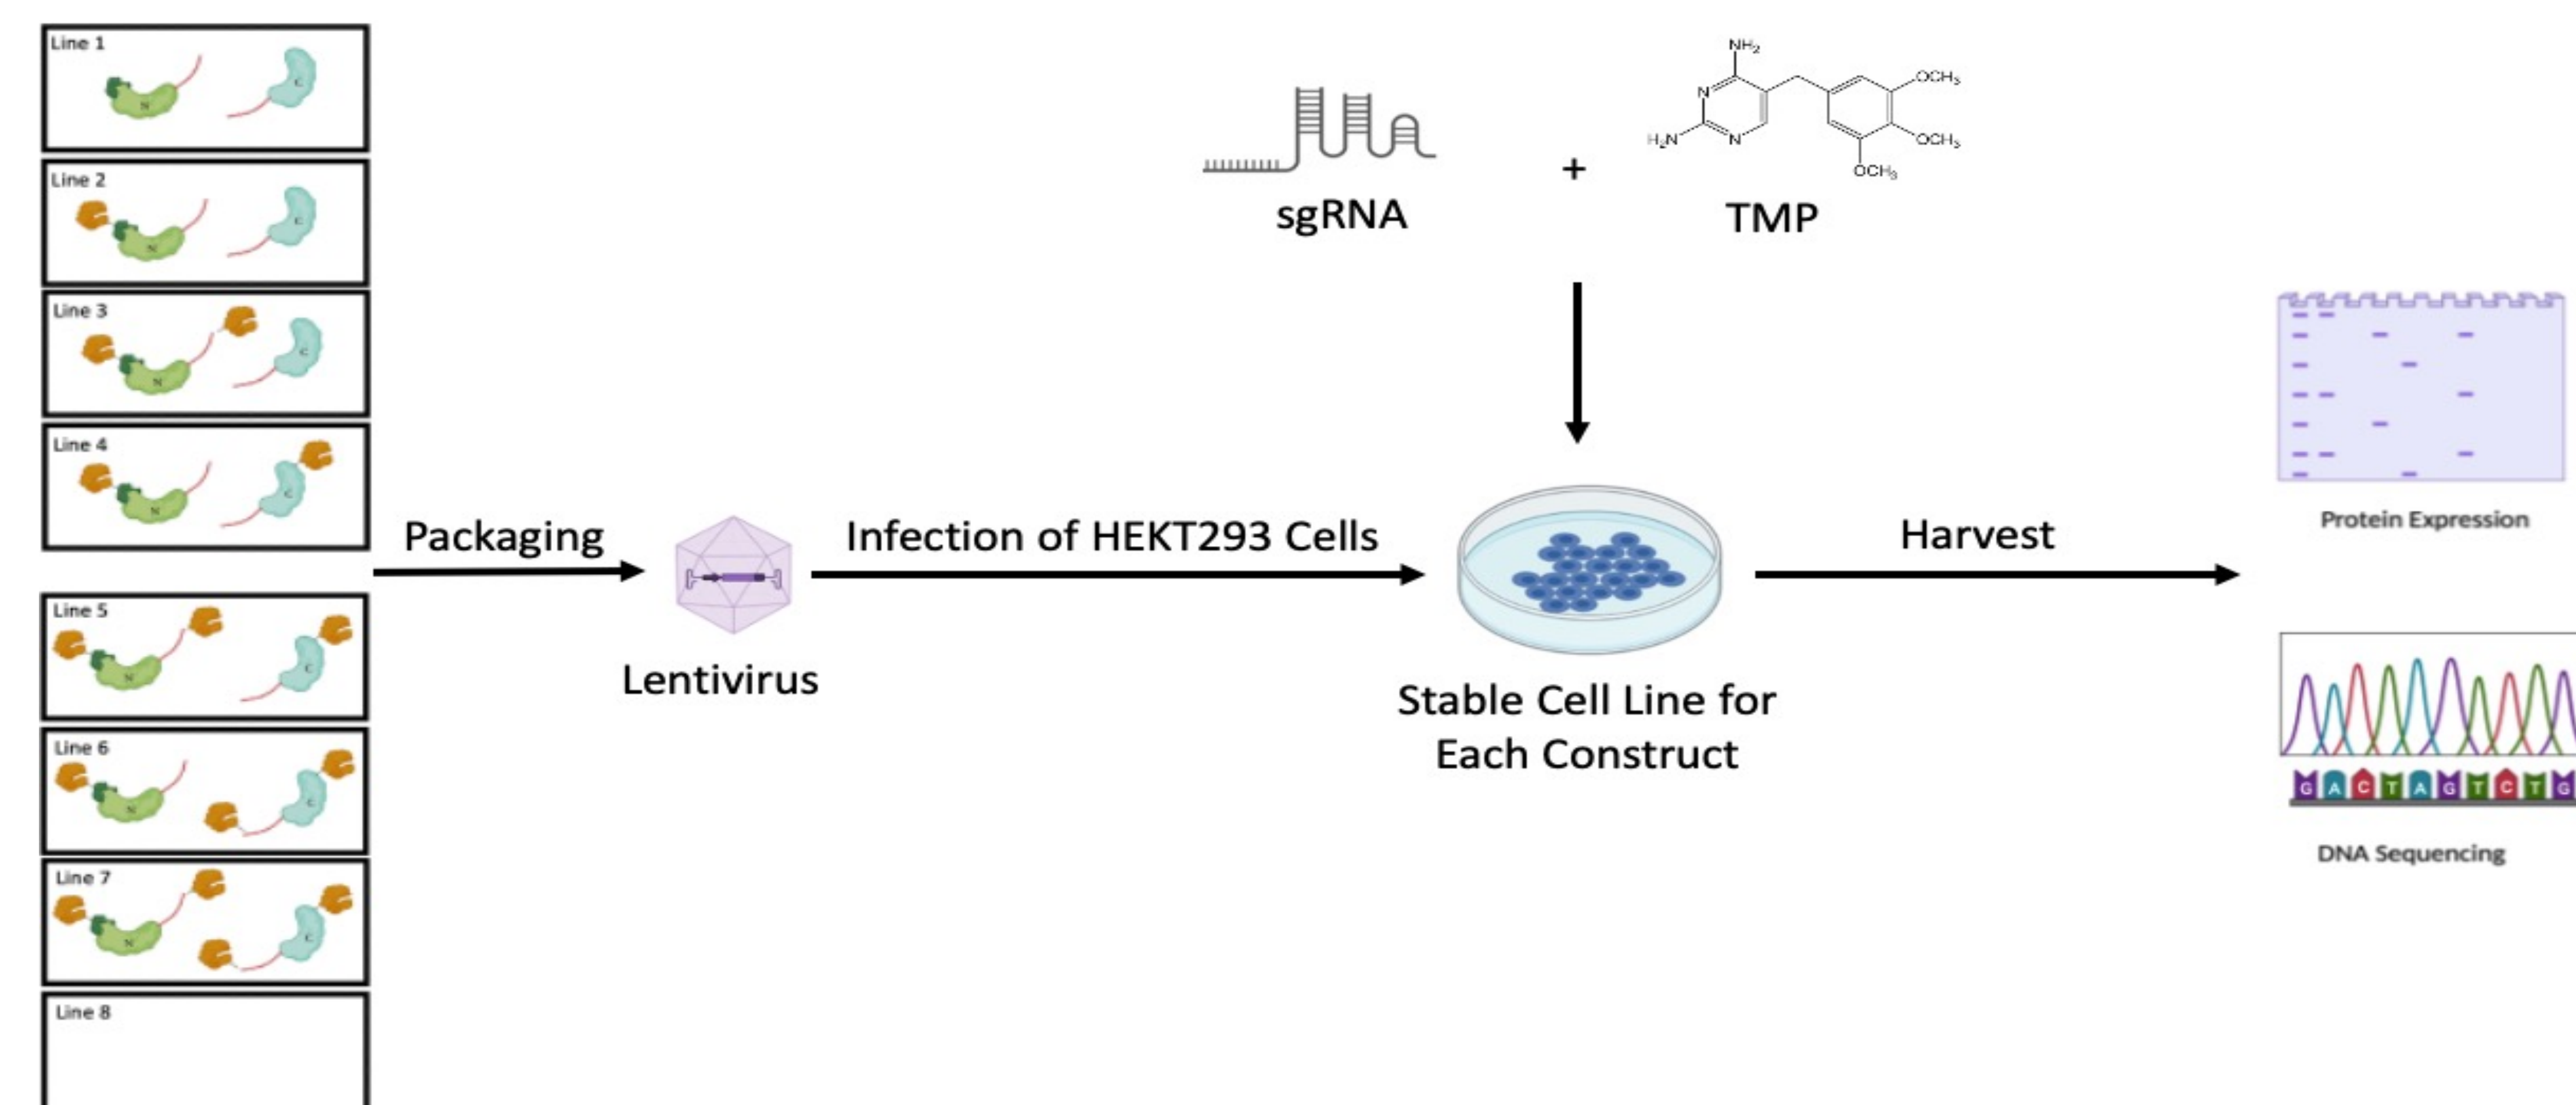 Line 1
N
C
Line 2
N
C
Line 3
N
C
Line 4
N
C
Line 5
N
C
Line 6
N
C
Line 7
N
C
Line 8
Packaging
Lentivirus
Infection of HEKT293 Cells
sgRNA
+
NH₂
N
H₂N
N
OCH₃
OCH₃
OCH₃
TMP
Stable Cell Line for
Each Construct
Harvest
Protein Expression
G A C T A G T C T G
DNA Sequencing